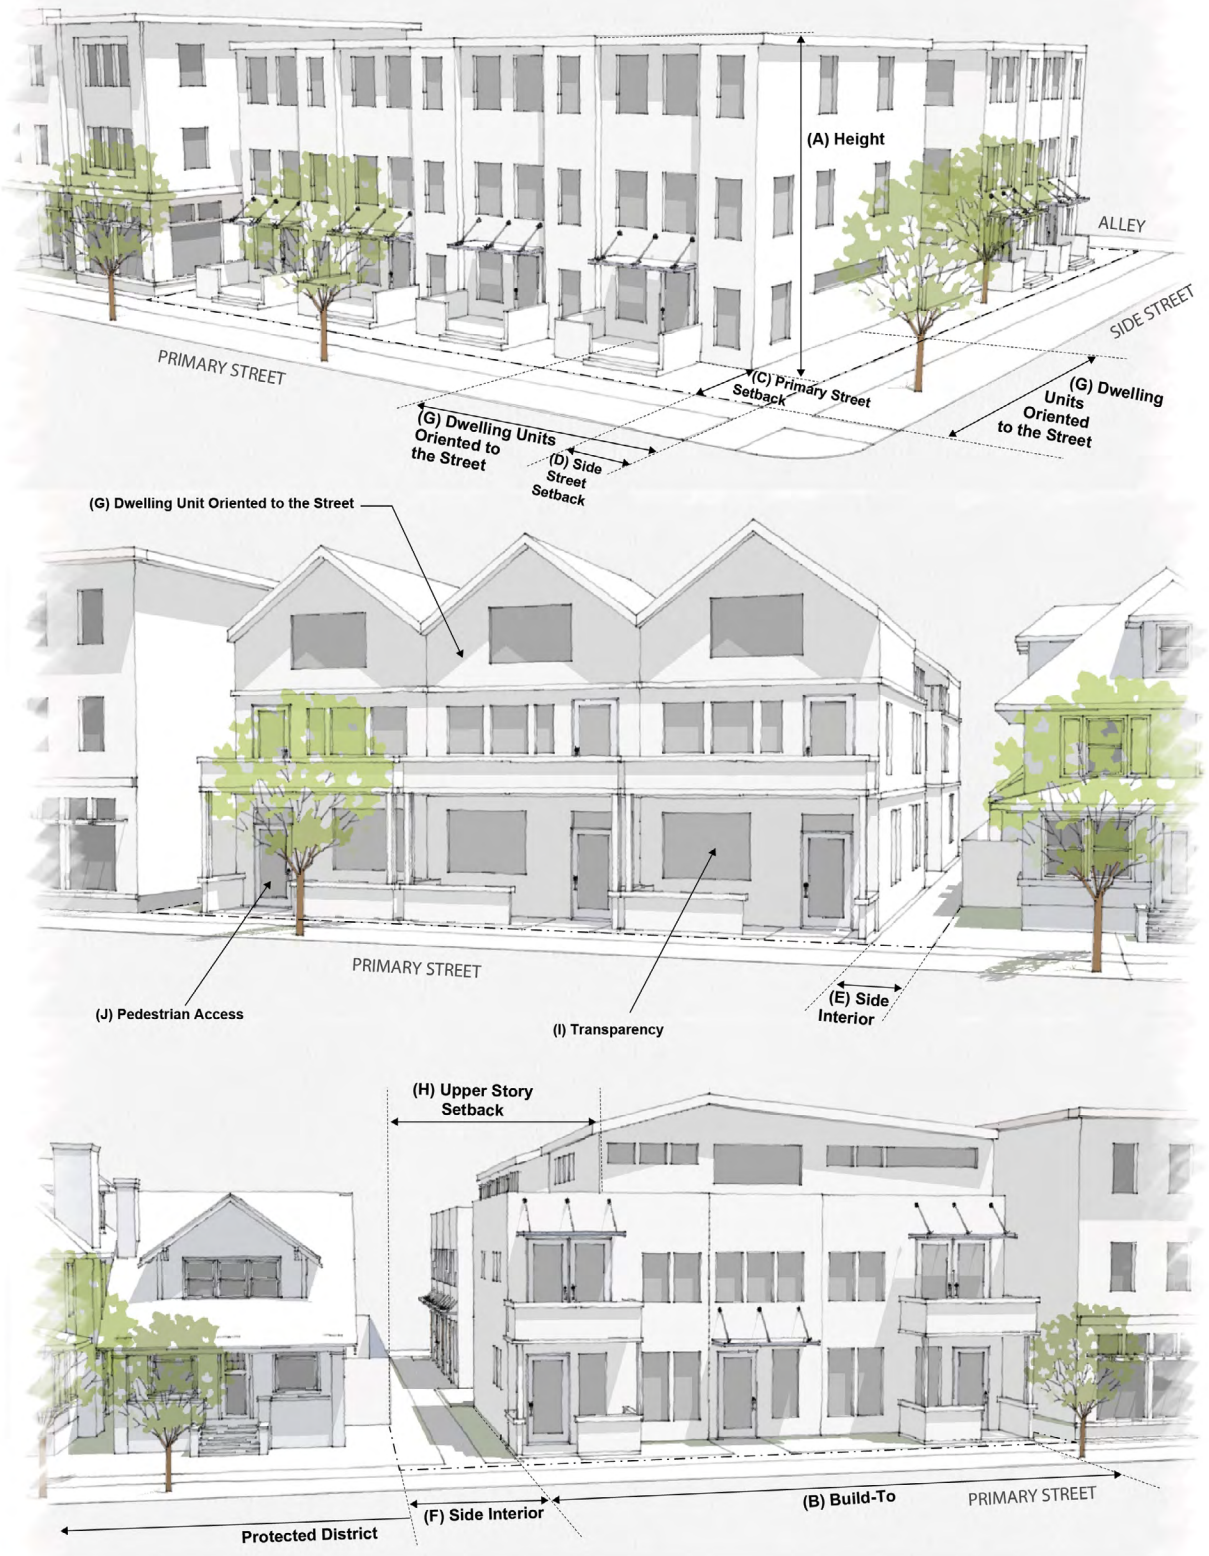 (A) Height
ALLEY
SIDE STREET
PRIMARY STREET
(C) Primary Street
Setback
(G) Dwelling
Units
Oriented
to the Street
(G) Dwelling Units
Oriented to
the Street
(D) Side
Street
Setback
(G) Dwelling Unit Oriented to the Street
PRIMARY STREET
(J) Pedestrian Access
(I) Transparency
(E) Side
Interior
(H) Upper Story
Setback
(B) Build-To
PRIMARY STREET
(F) Side Interior
Protected District